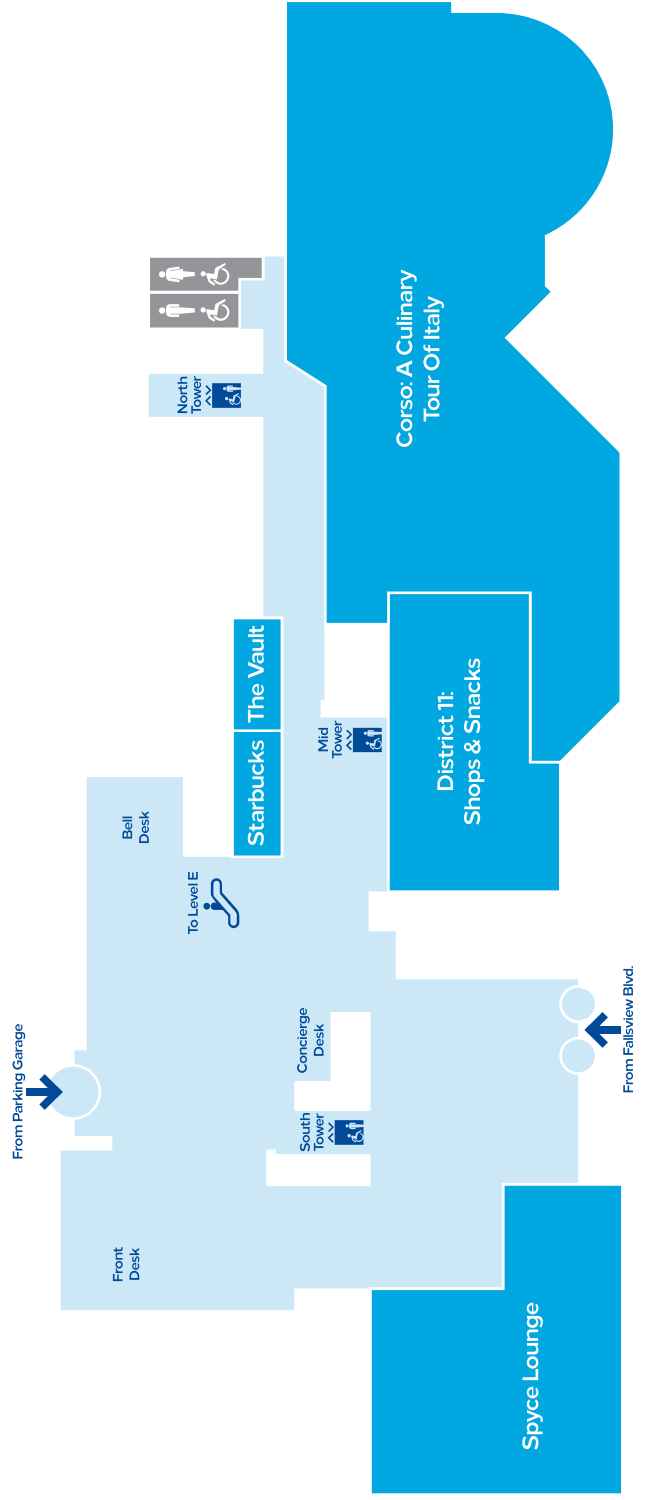 Corso: A Culinary
Tour Of Italy
North
Tower
The Vault
Starbucks
Mid
Tower
District 11:
Shops & Snacks
Bell
Desk
To Level E
Concierge
Desk
From Fallsview Blvd.
From Parking Garage
South
Tower
Front
Desk
Spyce Lounge